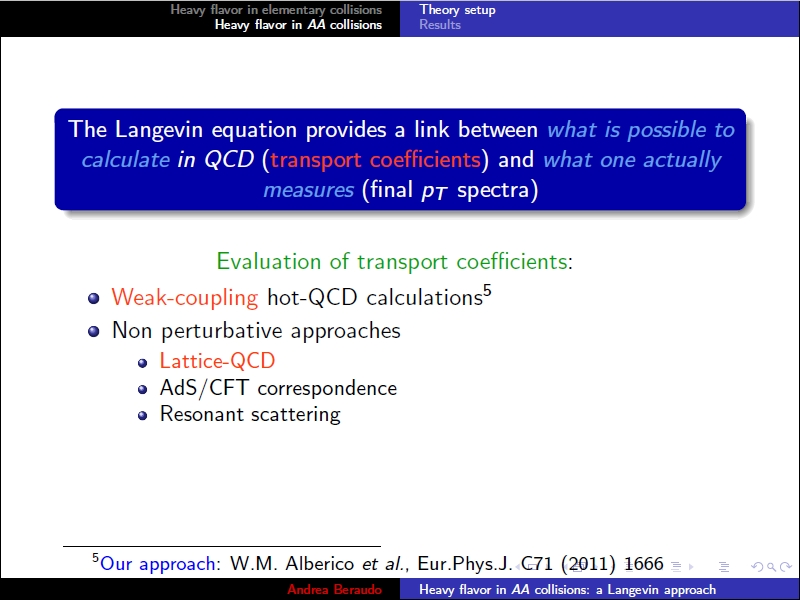 Heavy flavor in elementary collisions
Heavy flavor in AA collisions
Theory setup
Results
The Langevin equation provides a link between what is possible to
calculate in QCD (transport coefficients) and what one actually
measures (final pT spectra)
Evaluation of transport coefficients:
Weak-coupling hot-QCD calculations⁵
Non perturbative approaches
Lattice-QCD
AdS/CFT correspondence
Resonant scattering
⁵Our approach: W.M. Alberico et al., Eur.Phys.J. C71 (2011) 1666
Andrea Beraudo
Heavy flavor in AA collisions: a Langevin approach